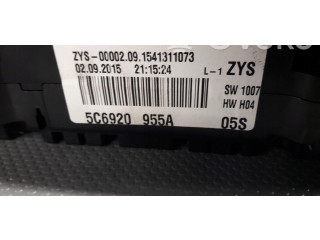 ZYS-00002.09.1541311073
02.09.2015 21:15:24 L-1 ZYS
SW 1007
HW H04
5C6920 955A 05S